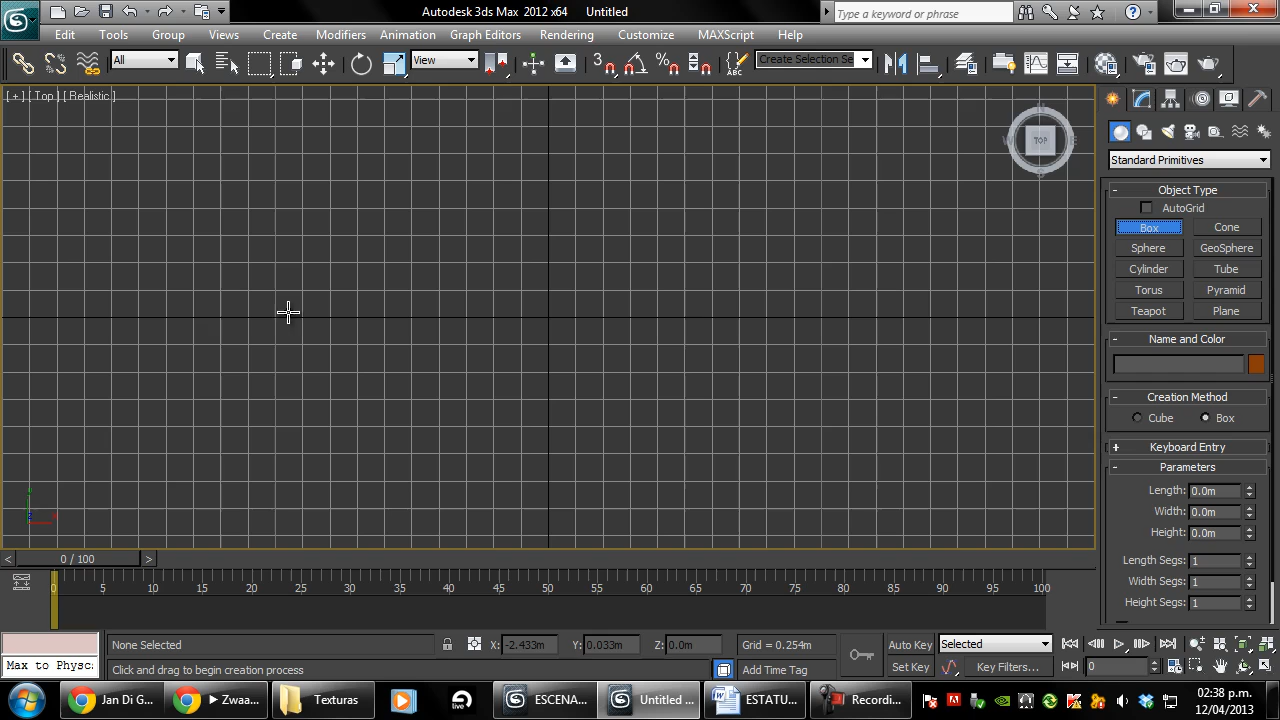 Autodesk 3ds Max 2012 x64 Untitled
Type a keyword or phrase
Edit Tools Group Views Create Modifiers Animation Graph Editors Rendering Customize MAXScript Help
All
View
3
%
ABC
Create Selection Se
[ + ] [ Top ] [ Realistic ]
N
W TOP E
S
Standard Primitives
- Object Type
AutoGrid
Box Cone
Sphere GeoSphere
Cylinder Tube
Torus Pyramid
Teapot Plane
- Name and Color
- Creation Method
Cube Box
+ Keyboard Entry
- Parameters
Length: 0.0m
Width: 0.0m
Height: 0.0m
Length Segs: 1
Width Segs: 1
Height Segs: 1
< 0 / 100 >
0 5 10 15 20 25 30 35 40 45 50 55 60 65 70 75 80 85 90 95 100
None Selected X: -2.433m Y: 0.033m Z: 0.0m Grid = 0.254m Auto Key Selected
Max to Physc: Click and drag to begin creation process Add Time Tag Set Key Key Filters... 0
Jan Di G... Zwaa... Texturas live ESCENA... Untitled ... ESTATU... Recordi...
02:38 p.m.
12/04/2013